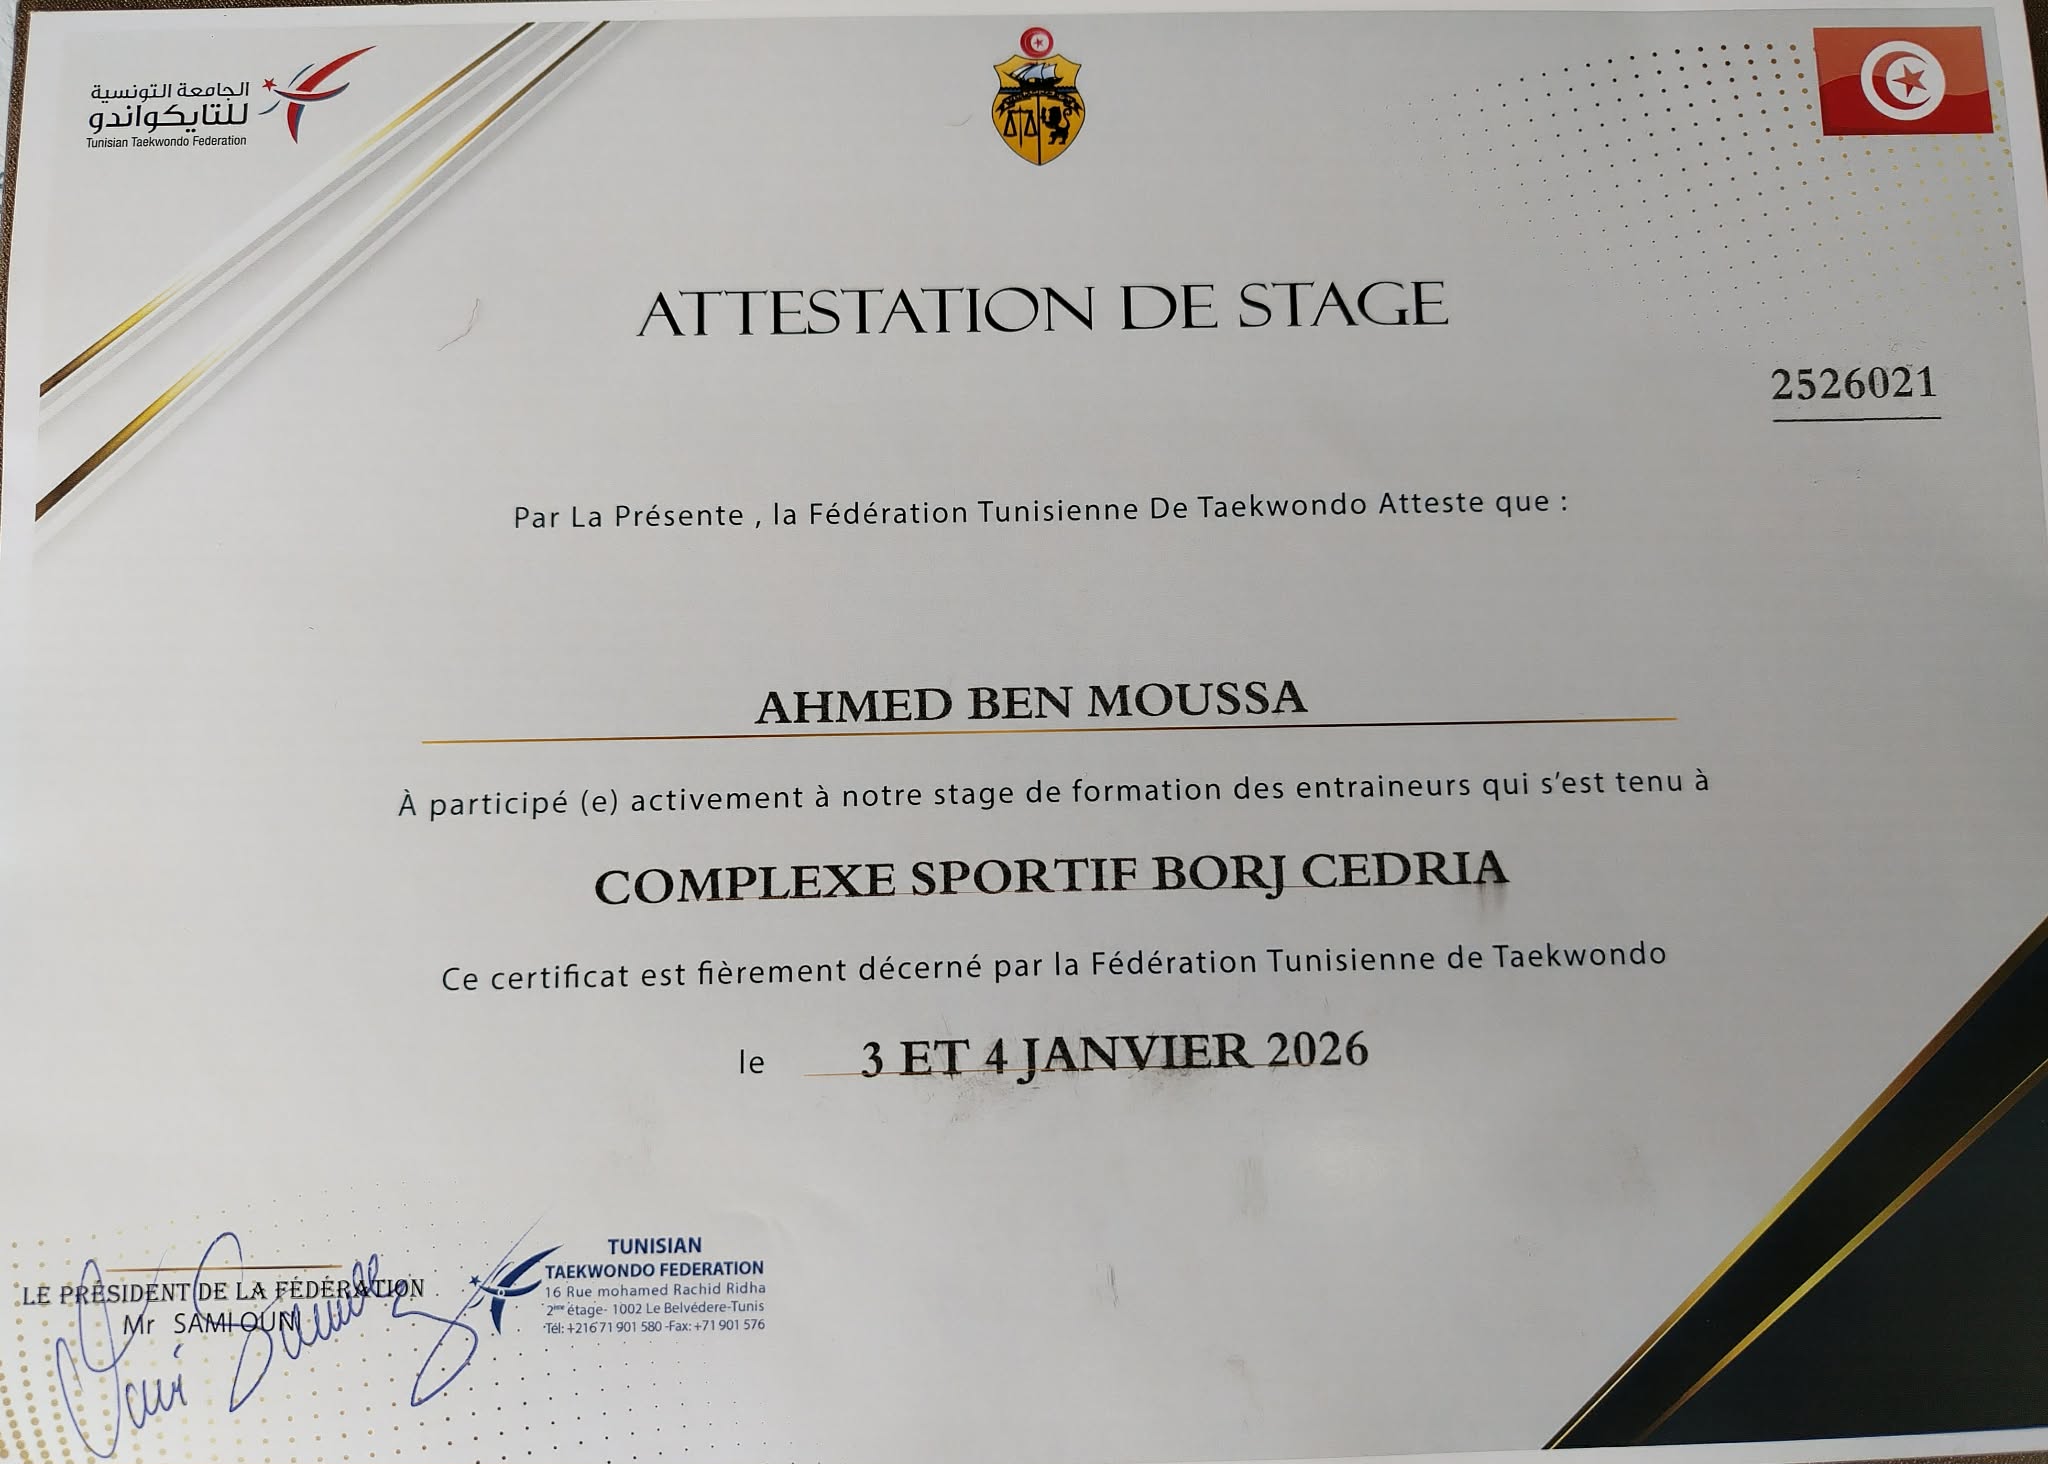 الجامعة التونسية
للتايكواندو
Tunisian Taekwondo Federation
ATTESTATION DE STAGE
2526021
Par La Présente , la Fédération Tunisienne De Taekwondo Atteste que :
AHMED BEN MOUSSA
À participé (e) activement à notre stage de formation des entraineurs qui s’est tenu à
COMPLEXE SPORTIF BORJ CEDRIA
Ce certificat est fièrement décerné par la Fédération Tunisienne de Taekwondo
le 3 ET 4 JANVIER 2026
LE PRÉSIDENT DE LA FÉDÉRATION
Mr SAMI OUNI
TUNISIAN
TAEKWONDO FEDERATION
16 Rue mohamed Rachid Ridha
2ème étage- 1002 Le Belvédere-Tunis
Tél: +216 71 901 580 -Fax: +71 901 576